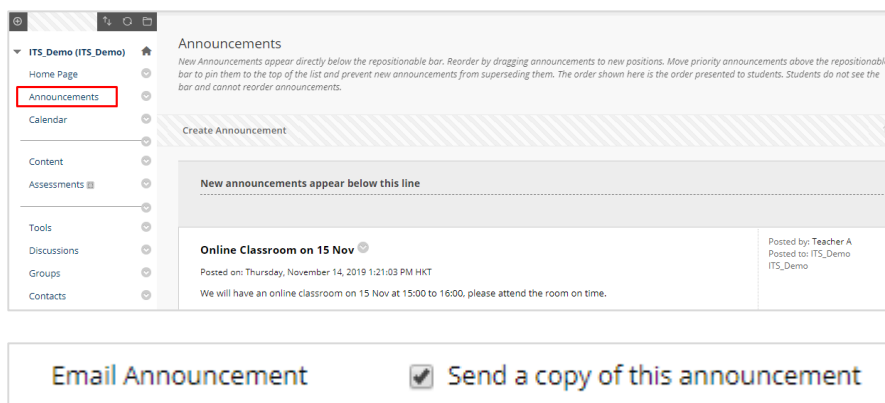 ITS_Demo (ITS_Demo)
Home Page
Announcements
Calendar
Content
Assessments
Tools
Discussions
Groups
Contacts
Announcements
New Announcements appear directly below the repositionable bar. Reorder by dragging announcements to new positions. Move priority announcements above the repositionable
bar to pin them to the top of the list and prevent new announcements from superseding them. The order shown here is the order presented to students. Students do not see the
bar and cannot reorder announcements.
Create Announcement
New announcements appear below this line
Online Classroom on 15 Nov
Posted on: Thursday, November 14, 2019 1:21:03 PM HKT
We will have an online classroom on 15 Nov at 15:00 to 16:00, please attend the room on time.
Posted by: Teacher A
Posted to: ITS_Demo
ITS_Demo
Email Announcement
Send a copy of this announcement